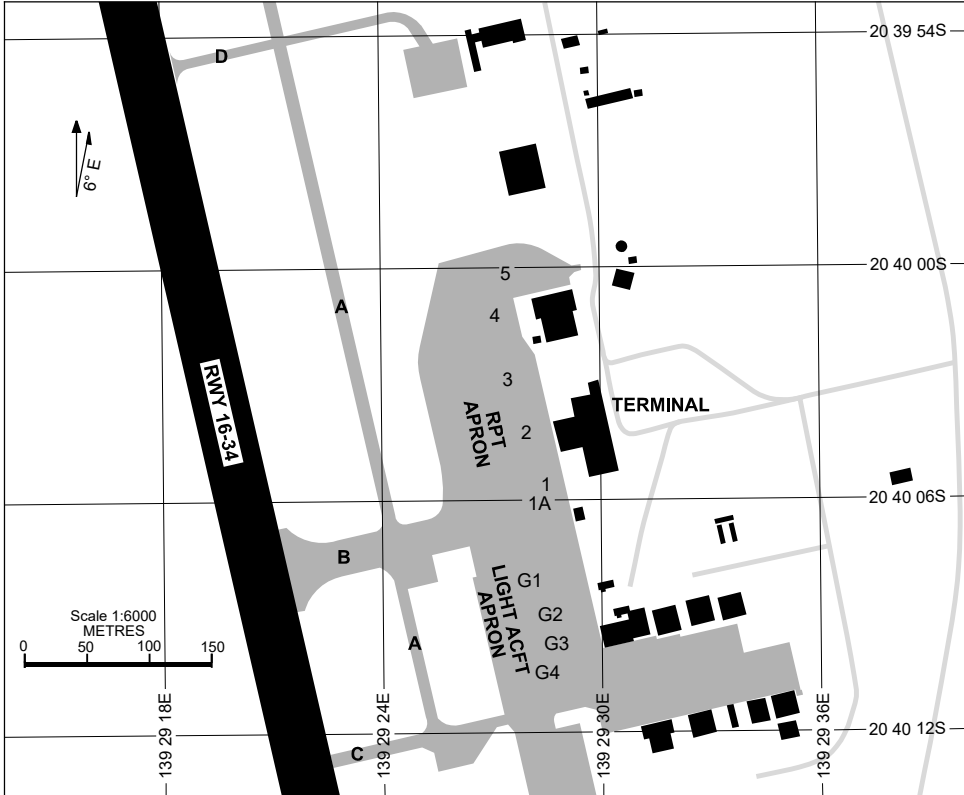 20 39 54S
D
6° E
20 40 00S
5
4
A
3
RWY 16-34
TERMINAL
RPT
APRON
2
1
1A
20 40 06S
B
LIGHT ACFT
APRON
G1
G2
G3
G4
A
Scale 1:6000
METRES
0 50 100 150
139 29 18E
139 29 24E
139 29 30E
139 29 36E
20 40 12S
C